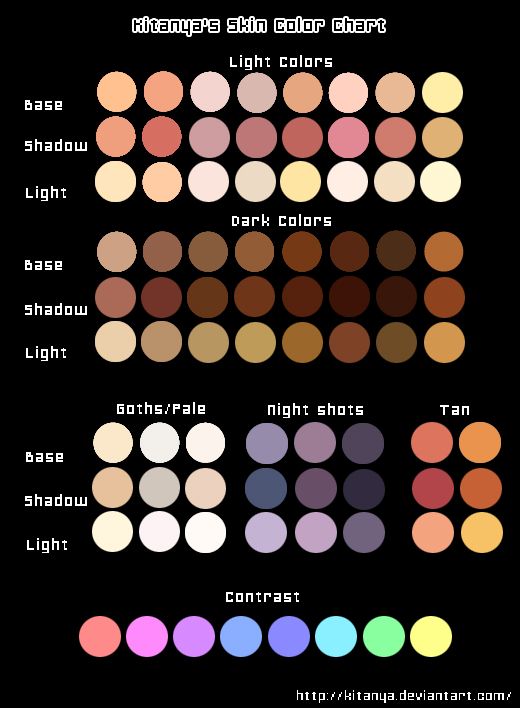 Kitanya's Skin Color Chart
Light Colors
Base
Shadow
Light
Dark Colors
Base
Shadow
Light
Goths/Pale Night shots Tan
Base
Shadow
Light
Contrast
http://kitanya.deviantart.com/